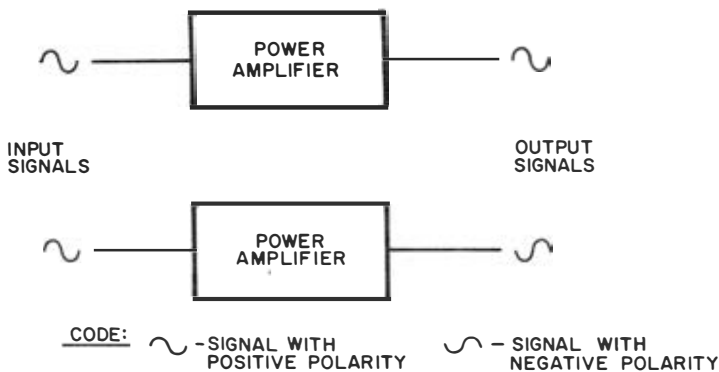 POWER
AMPLIFIER
INPUT
SIGNALS
OUTPUT
SIGNALS
POWER
AMPLIFIER
CODE:
-SIGNAL WITH
POSITIVE POLARITY
- SIGNAL WITH
NEGATIVE POLARITY